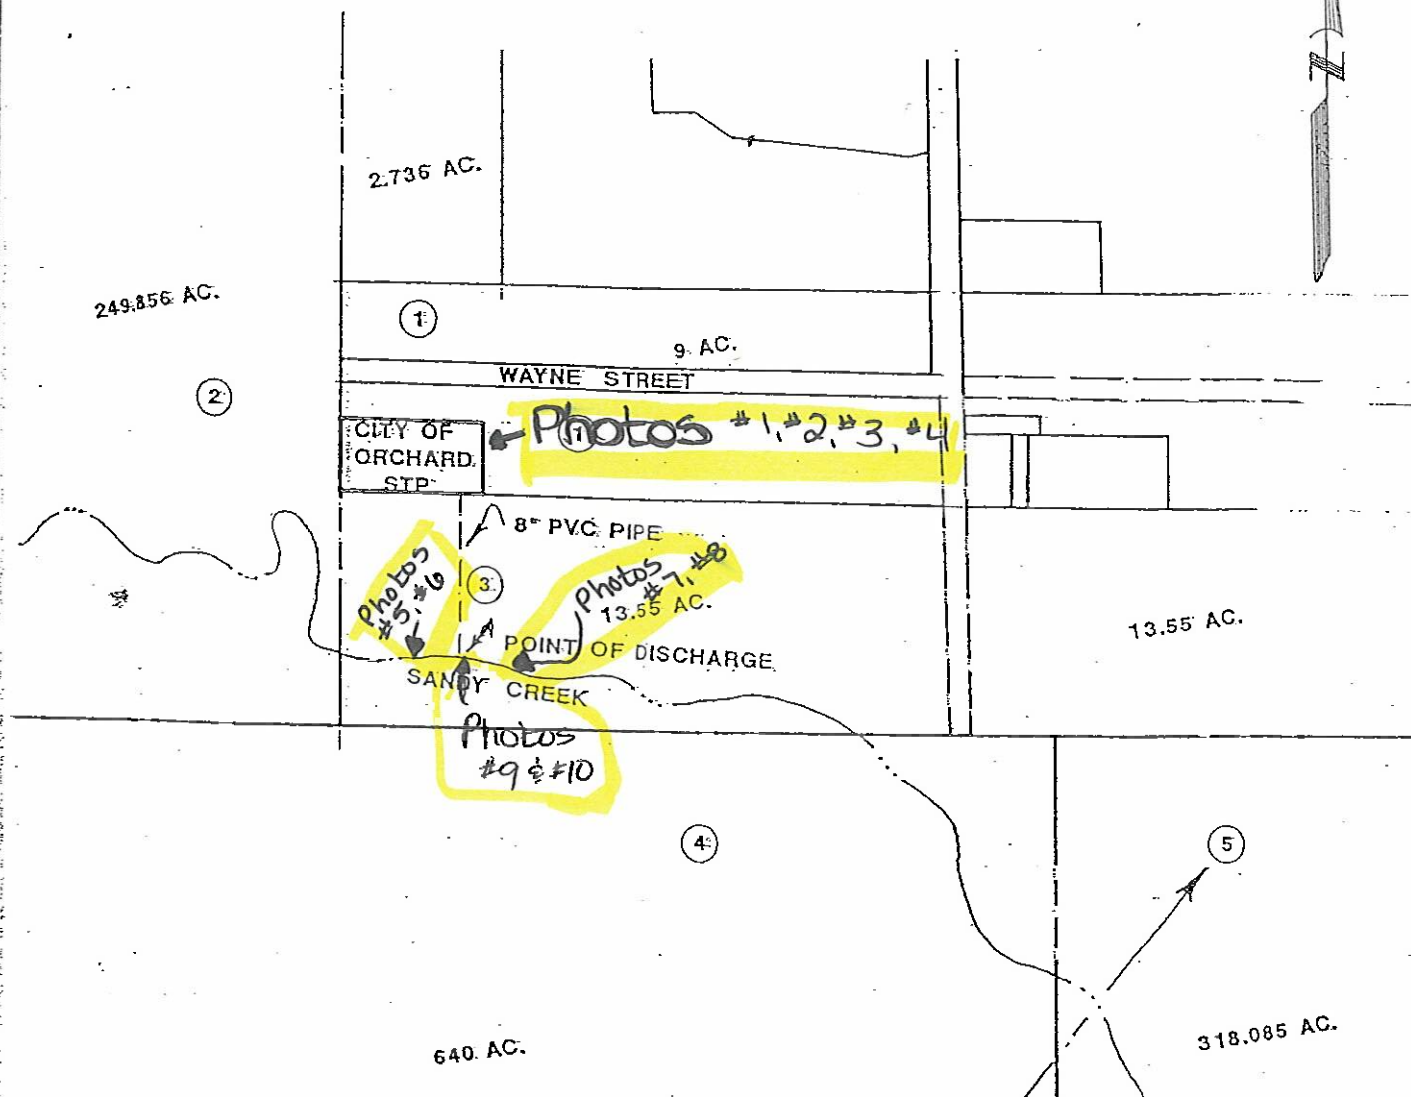 N
2.736 AC.
249.856 AC.
1
9 AC.
WAYNE STREET
2
CITY OF
ORCHARD
STP
Photos #1, #2, #3, #4
1
8" PVC PIPE
Photos
#5, #6
3
Photos
#7, #8
13.55 AC.
13.55 AC.
POINT OF DISCHARGE
SANDY CREEK
Photos
#9 & #10
4
5
640 AC.
318.085 AC.